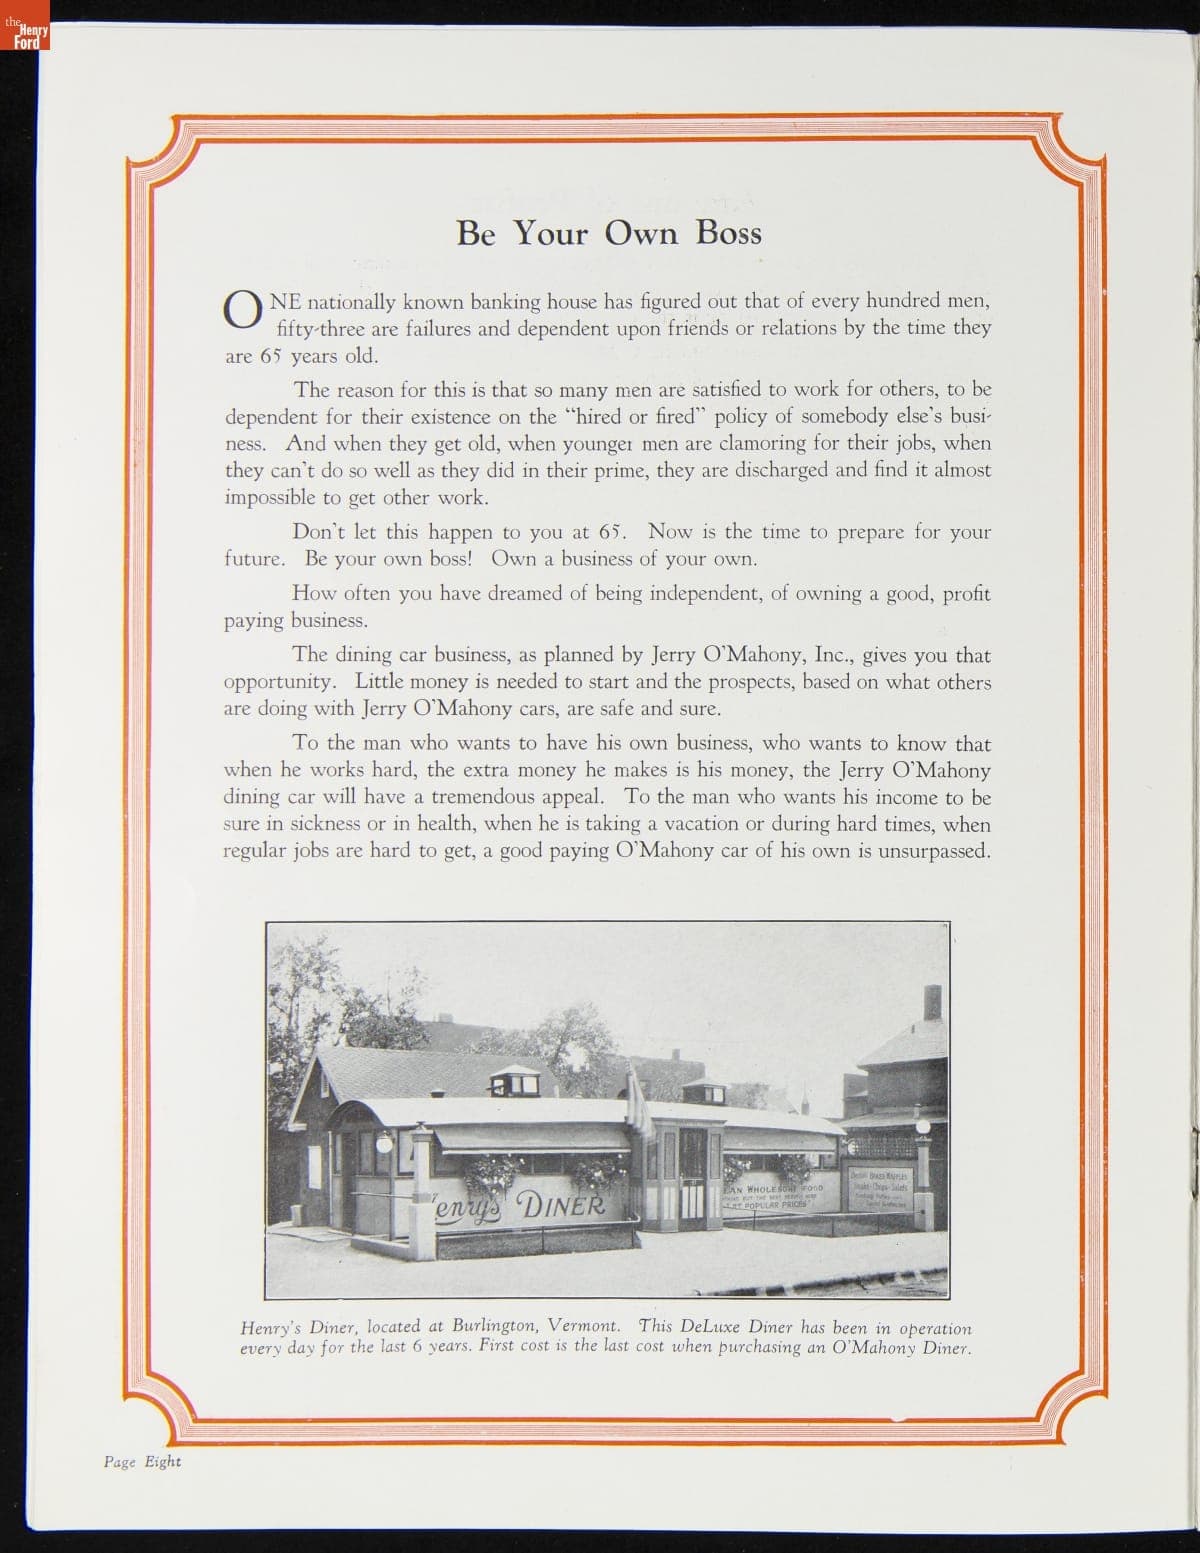 the
Henry
Ford
Be Your Own Boss
ONE nationally known banking house has figured out that of every hundred men,
fifty-three are failures and dependent upon friends or relations by the time they
are 65 years old.
The reason for this is that so many men are satisfied to work for others, to be
dependent for their existence on the “hired or fired” policy of somebody else's busi-
ness. And when they get old, when younger men are clamoring for their jobs, when
they can't do so well as they did in their prime, they are discharged and find it almost
impossible to get other work.
Don't let this happen to you at 65. Now is the time to prepare for your
future. Be your own boss! Own a business of your own.
How often you have dreamed of being independent, of owning a good, profit
paying business.
The dining car business, as planned by Jerry O'Mahony, Inc., gives you that
opportunity. Little money is needed to start and the prospects, based on what others
are doing with Jerry O'Mahony cars, are safe and sure.
To the man who wants to have his own business, who wants to know that
when he works hard, the extra money he makes is his money, the Jerry O'Mahony
dining car will have a tremendous appeal. To the man who wants his income to be
sure in sickness or in health, when he is taking a vacation or during hard times, when
regular jobs are hard to get, a good paying O'Mahony car of his own is unsurpassed.
Henry's DINER
EAN WHOLESOME FOOD
AT POPULAR PRICES
Steaks-Chops-Salads
Henry's Diner, located at Burlington, Vermont. This DeLuxe Diner has been in operation
every day for the last 6 years. First cost is the last cost when purchasing an O'Mahony Diner.
Page Eight